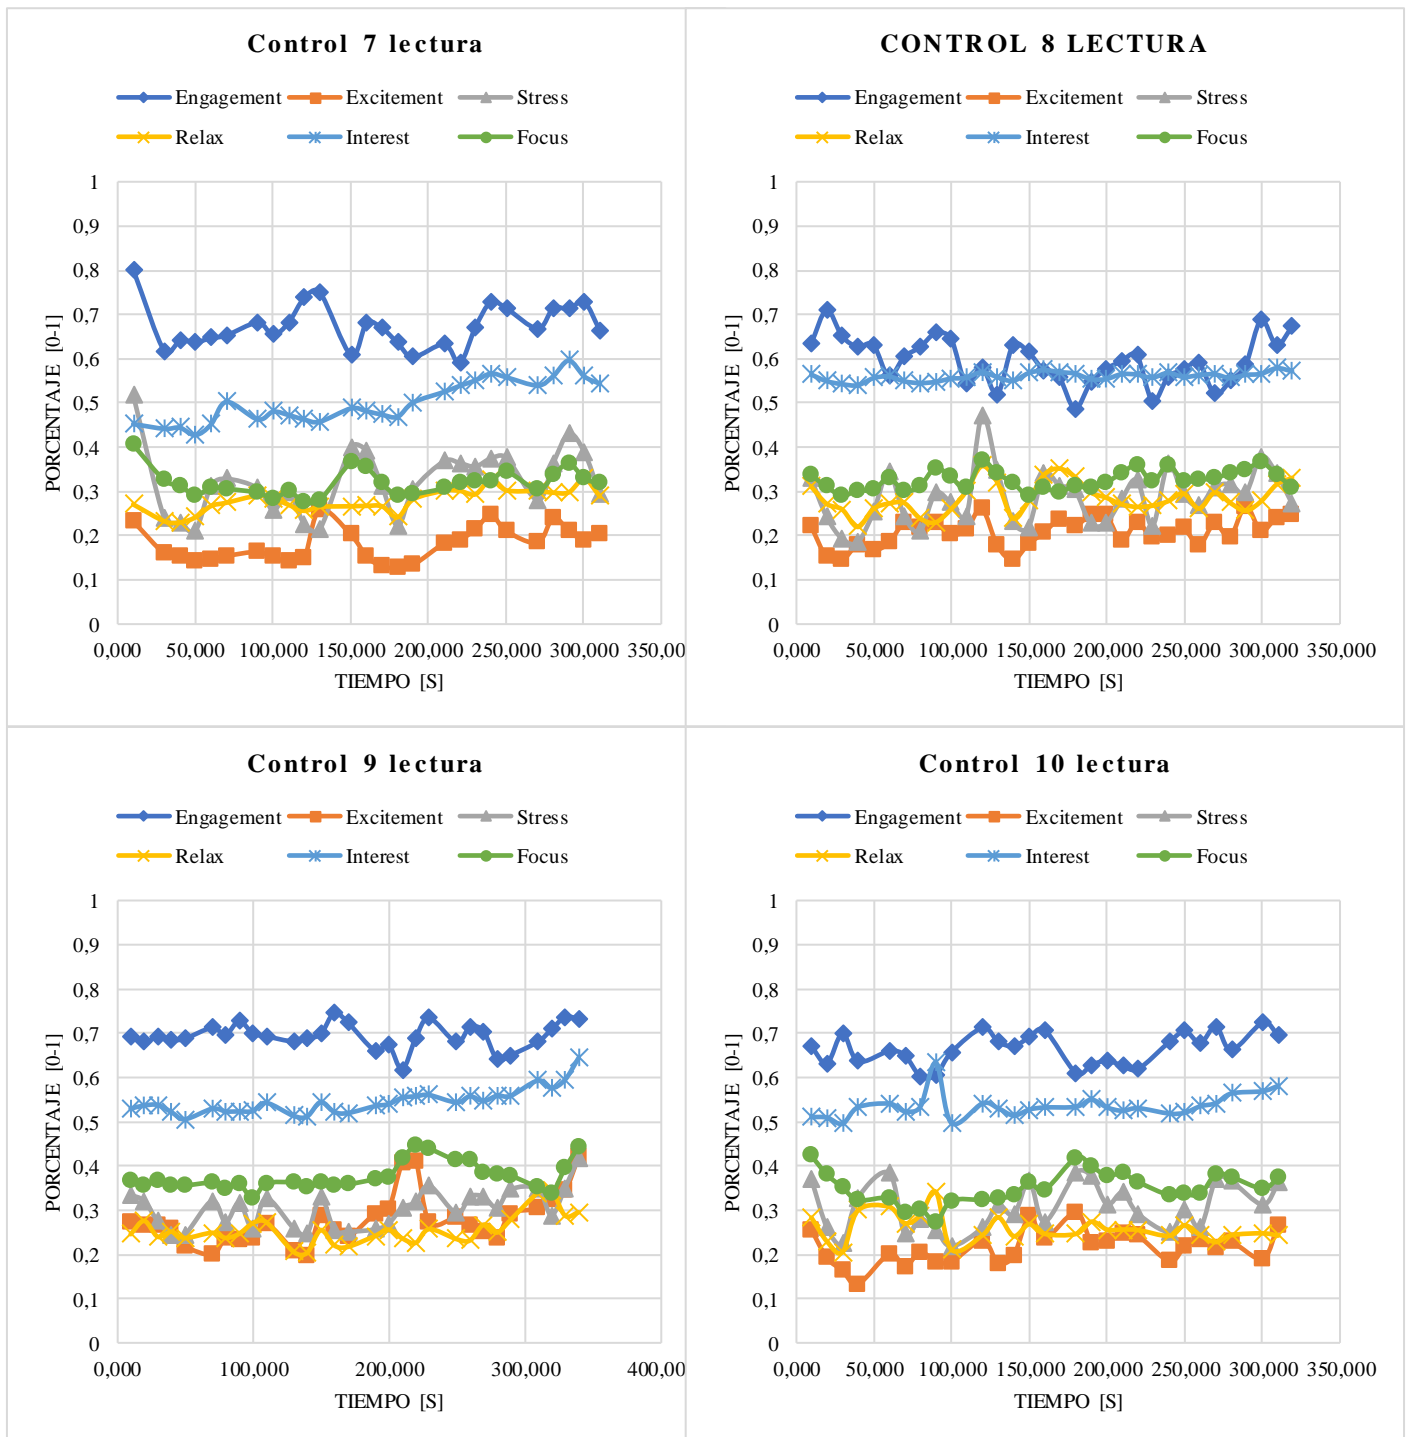 Control 7 lectura
Engagement Excitement Stress
Relax Interest Focus
PORCENTAJE [0-1]
1
0,9
0,8
0,7
0,6
0,5
0,4
0,3
0,2
0,1
0
0,000 50,000 100,000 150,000 200,000 250,000 300,000 350,00
TIEMPO [S]
CONTROL 8 LECTURA
Engagement Excitement Stress
Relax Interest Focus
PORCENTAJE [0-1]
1
0,9
0,8
0,7
0,6
0,5
0,4
0,3
0,2
0,1
0
0,000 50,000 100,000 150,000 200,000 250,000 300,000 350,000
TIEMPO [S]
Control 9 lectura
Engagement Excitement Stress
Relax Interest Focus
PORCENTAJE [0-1]
1
0,9
0,8
0,7
0,6
0,5
0,4
0,3
0,2
0,1
0
0,000 100,000 200,000 300,000 400,00
TIEMPO [S]
Control 10 lectura
Engagement Excitement Stress
Relax Interest Focus
PORCENTAJE [0-1]
1
0,9
0,8
0,7
0,6
0,5
0,4
0,3
0,2
0,1
0
0,000 50,000 100,000 150,000 200,000 250,000 300,000 350,000
TIEMPO [S]